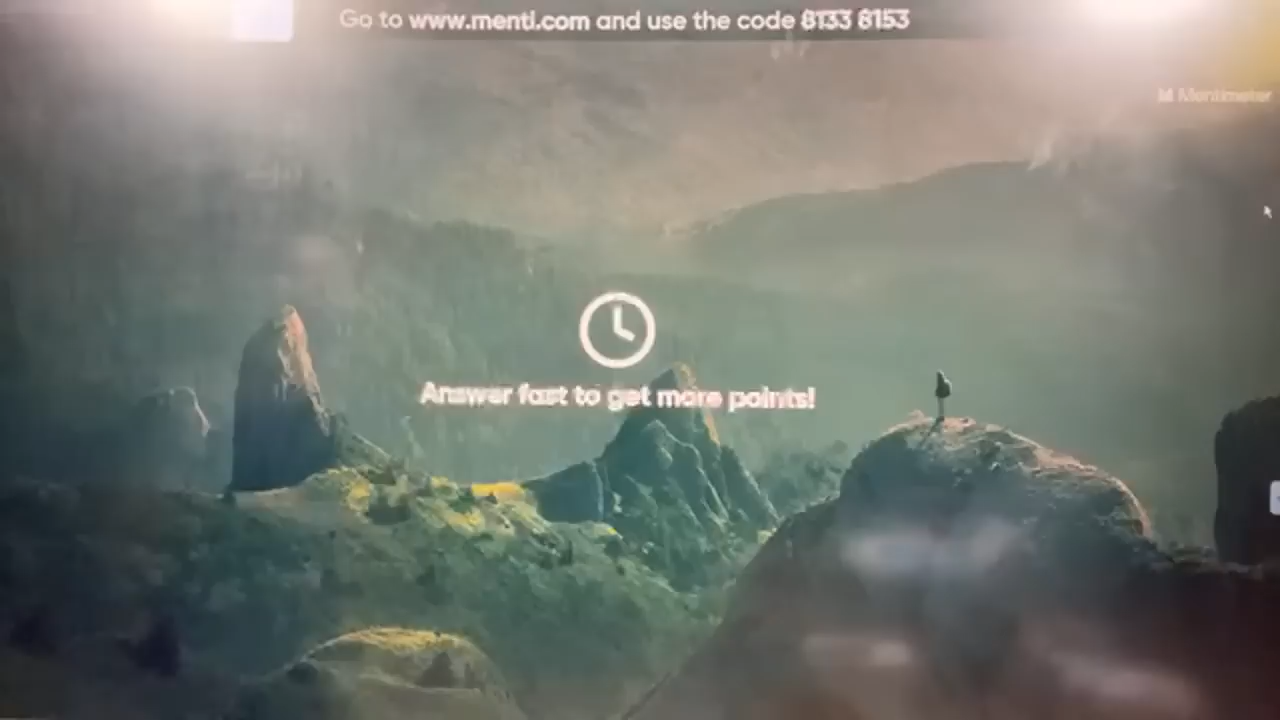 Go to www.menti.com and use the code 8133 8153
Mentimeter
Answer fast to get more points!